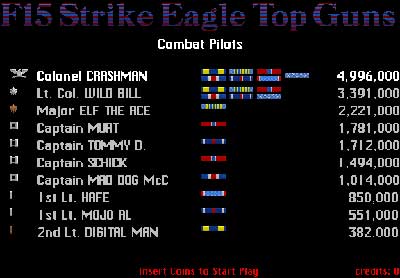 F15 Strike Eagle Top Guns
Combat Pilots
Colonel CRASHMAN 4,996,000
Lt. Col. WILD BILL 3,391,000
Major ELF THE ACE 2,221,000
Captain MURT 1,781,000
Captain TOMMY D. 1,712,000
Captain SCHICK 1,494,000
Captain MAD DOG McC 1,014,000
1st Lt. HAFE 850,000
1st Lt. MOJO AL 551,000
2nd Lt. DIGITAL MAN 382,000
Insert Coins to Start Play credits: 0